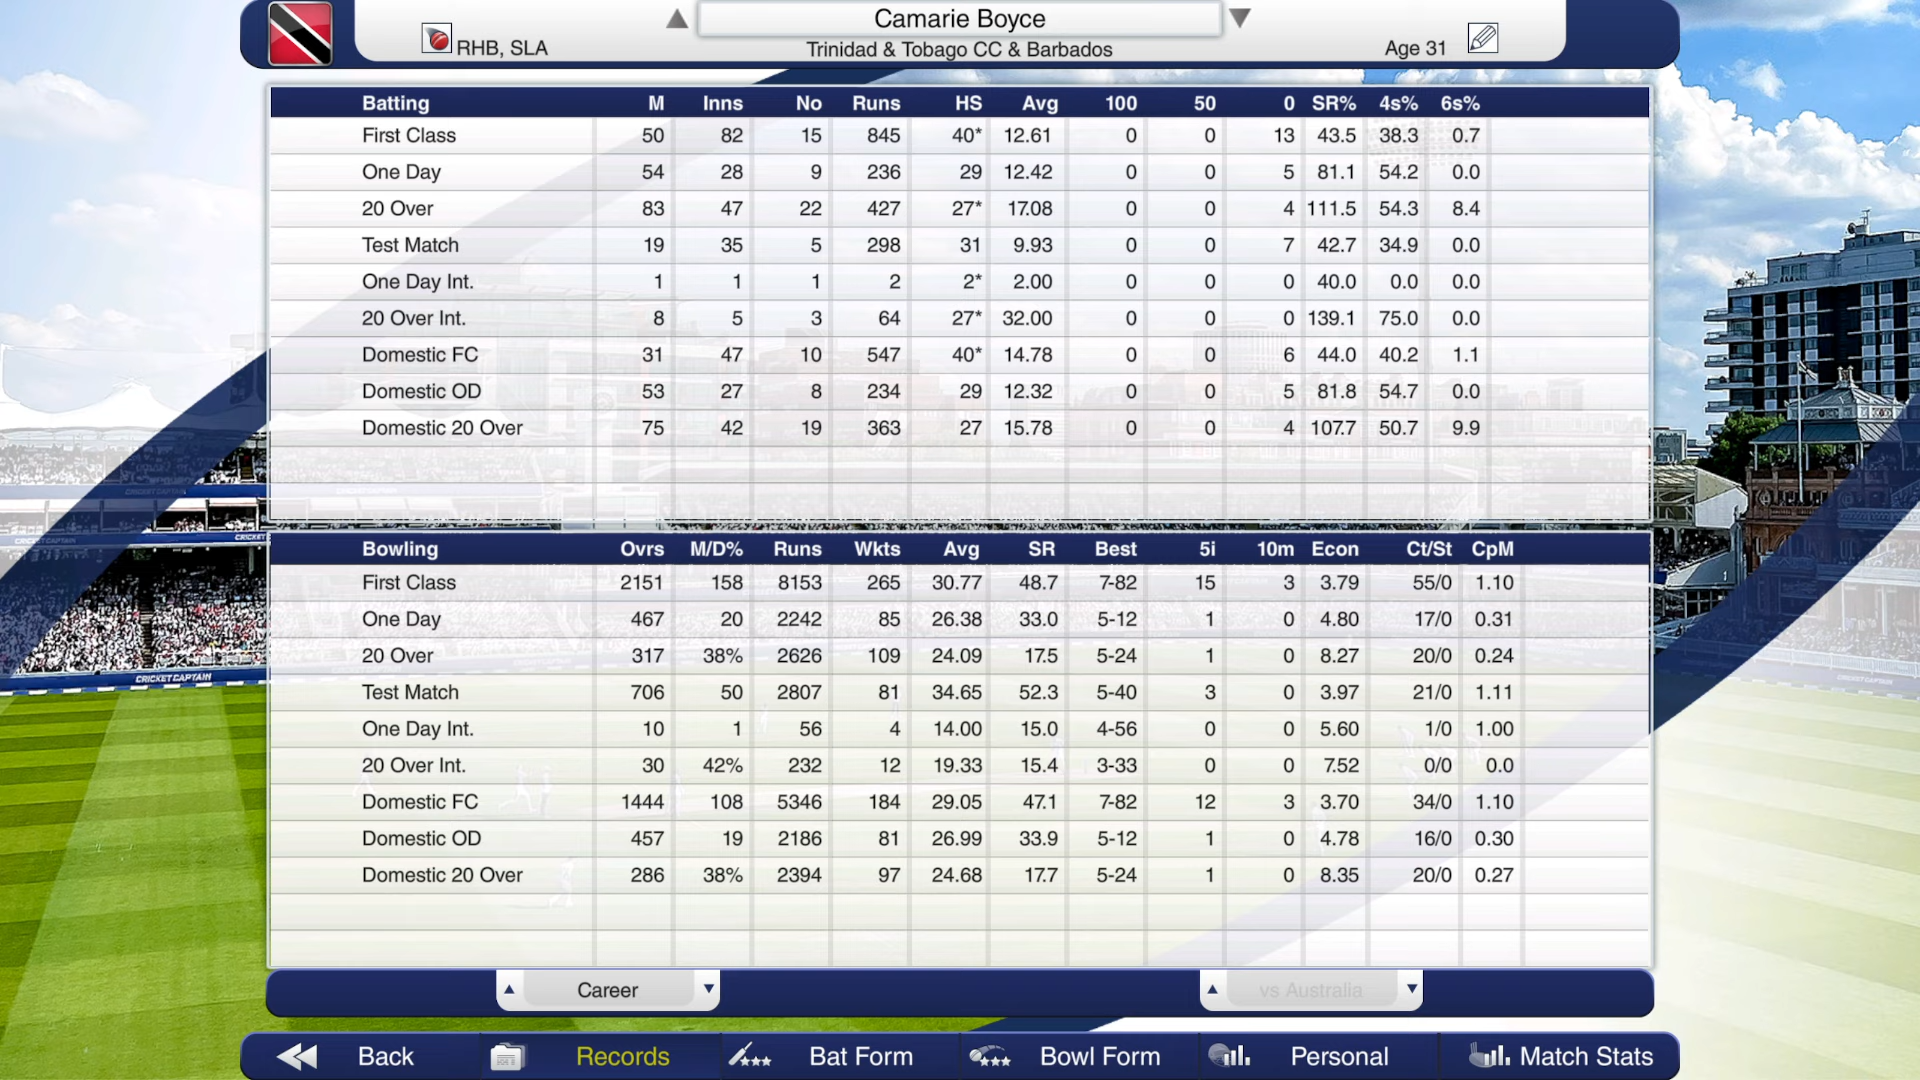 RHB, SLA
Camarie Boyce
Trinidad & Tobago CC & Barbados
Age 31
Batting M Inns No Runs HS Avg 100 50 0 SR% 4s% 6s%
First Class 50 82 15 845 40* 12.61 0 0 13 43.5 38.3 0.7
One Day 54 28 9 236 29 12.42 0 0 5 81.1 54.2 0.0
20 Over 83 47 22 427 27* 17.08 0 0 4 111.5 54.3 8.4
Test Match 19 35 5 298 31 9.93 0 0 7 42.7 34.9 0.0
One Day Int. 1 1 1 2 2* 2.00 0 0 0 40.0 0.0 0.0
20 Over Int. 8 5 3 64 27* 32.00 0 0 0 139.1 75.0 0.0
Domestic FC 31 47 10 547 40* 14.78 0 0 6 44.0 40.2 1.1
Domestic OD 53 27 8 234 29 12.32 0 0 5 81.8 54.7 0.0
Domestic 20 Over 75 42 19 363 27 15.78 0 0 4 107.7 50.7 9.9
Bowling Ovrs M/D% Runs Wkts Avg SR Best 5i 10m Econ Ct/St CpM
First Class 2151 158 8153 265 30.77 48.7 7-82 15 3 3.79 55/0 1.10
One Day 467 20 2242 85 26.38 33.0 5-12 1 0 4.80 17/0 0.31
20 Over 317 38% 2626 109 24.09 17.5 5-24 1 0 8.27 20/0 0.24
Test Match 706 50 2807 81 34.65 52.3 5-40 3 0 3.97 21/0 1.11
One Day Int. 10 1 56 4 14.00 15.0 4-56 0 0 5.60 1/0 1.00
20 Over Int. 30 42% 232 12 19.33 15.4 3-33 0 0 7.52 0/0 0.0
Domestic FC 1444 108 5346 184 29.05 47.1 7-82 12 3 3.70 34/0 1.10
Domestic OD 457 19 2186 81 26.99 33.9 5-12 1 0 4.78 16/0 0.30
Domestic 20 Over 286 38% 2394 97 24.68 17.7 5-24 1 0 8.35 20/0 0.27
CRICKET CAPTAIN
Career
vs Australia
Back
Records
Bat Form
Bowl Form
Personal
Match Stats